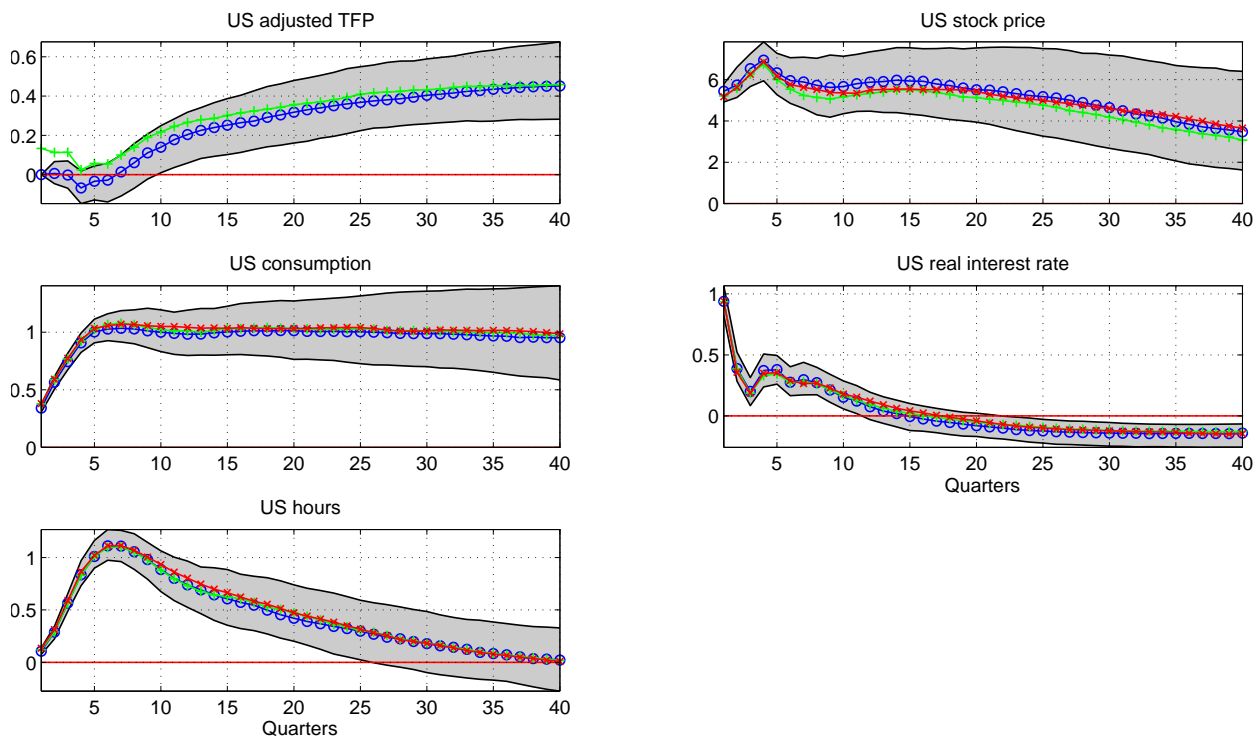 US adjusted TFP
0.6
0.4
0.2
0
5 10 15 20 25 30 35 40
US stock price
6
4
2
0
5 10 15 20 25 30 35 40
US consumption
1
0.5
0
5 10 15 20 25 30 35 40
US real interest rate
1
0.5
0
5 10 15 20 25 30 35 40
Quarters
US hours
1
0.5
0
5 10 15 20 25 30 35 40
Quarters